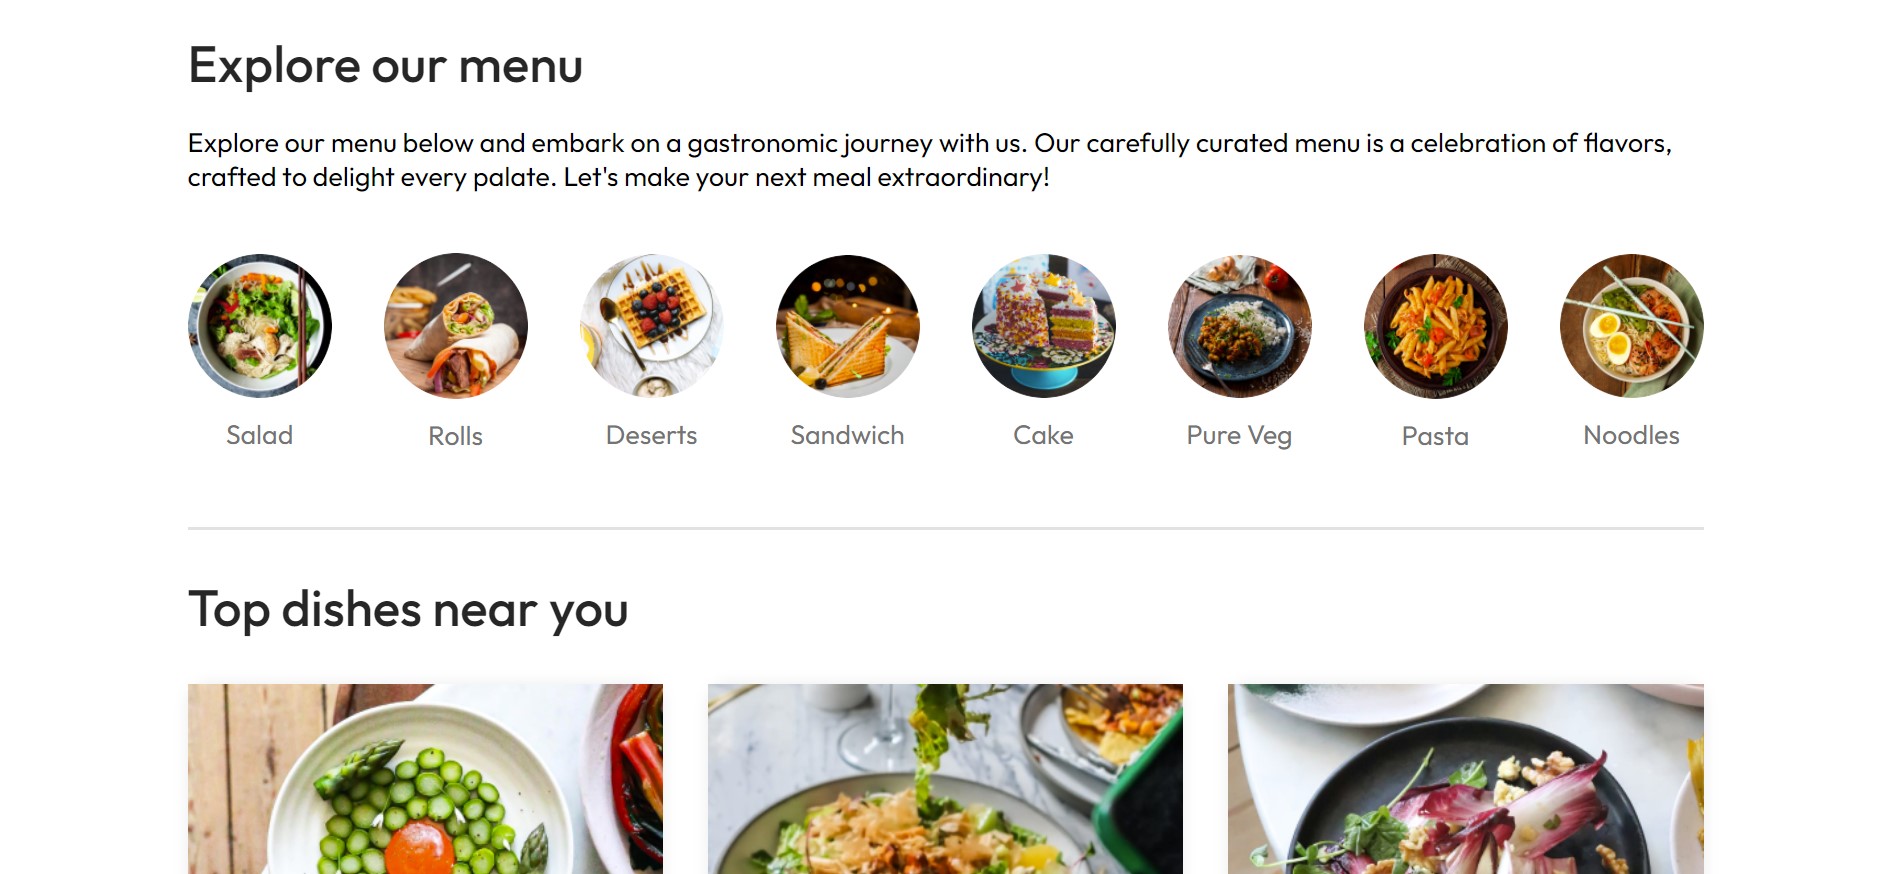 Explore our menu
Explore our menu below and embark on a gastronomic journey with us. Our carefully curated menu is a celebration of flavors,
crafted to delight every palate. Let's make your next meal extraordinary!
Salad
Rolls
Deserts
Sandwich
Cake
Pure Veg
Pasta
Noodles
Top dishes near you